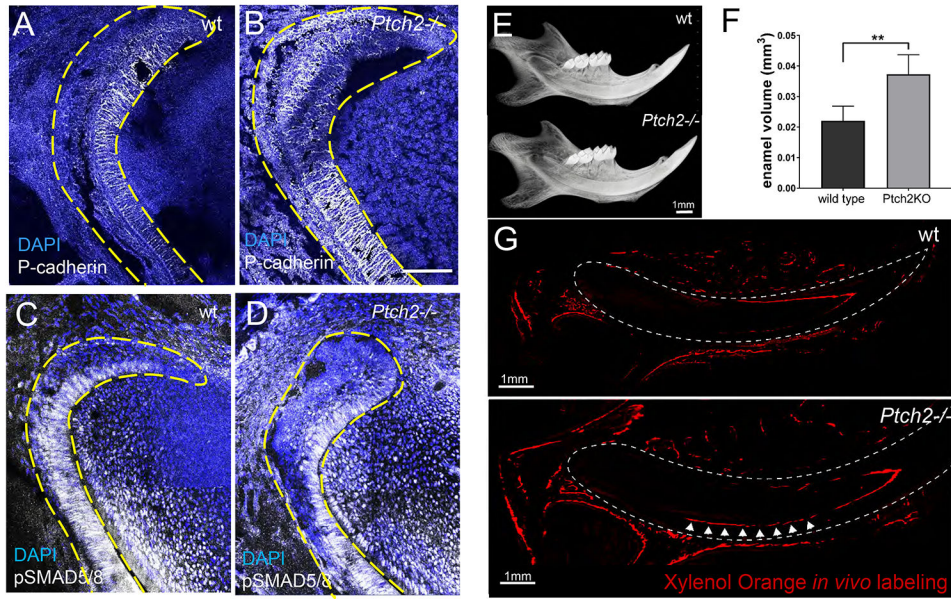 A
wt
DAPI
P-cadherin
B
Ptch2-/-
DAPI
P-cadherin
C
wt
DAPI
pSMAD5/8
D
Ptch2-/-
DAPI
pSMAD5/8
E
wt
Ptch-/-
1mm
F
**
enamel volume (mm³)
0.05
0.04
0.03
0.02
0.01
0.00
wild type
Ptch2KO
G
wt
1mm
Ptch2-/-
1mm
Xylenol Orange in vivo labeling